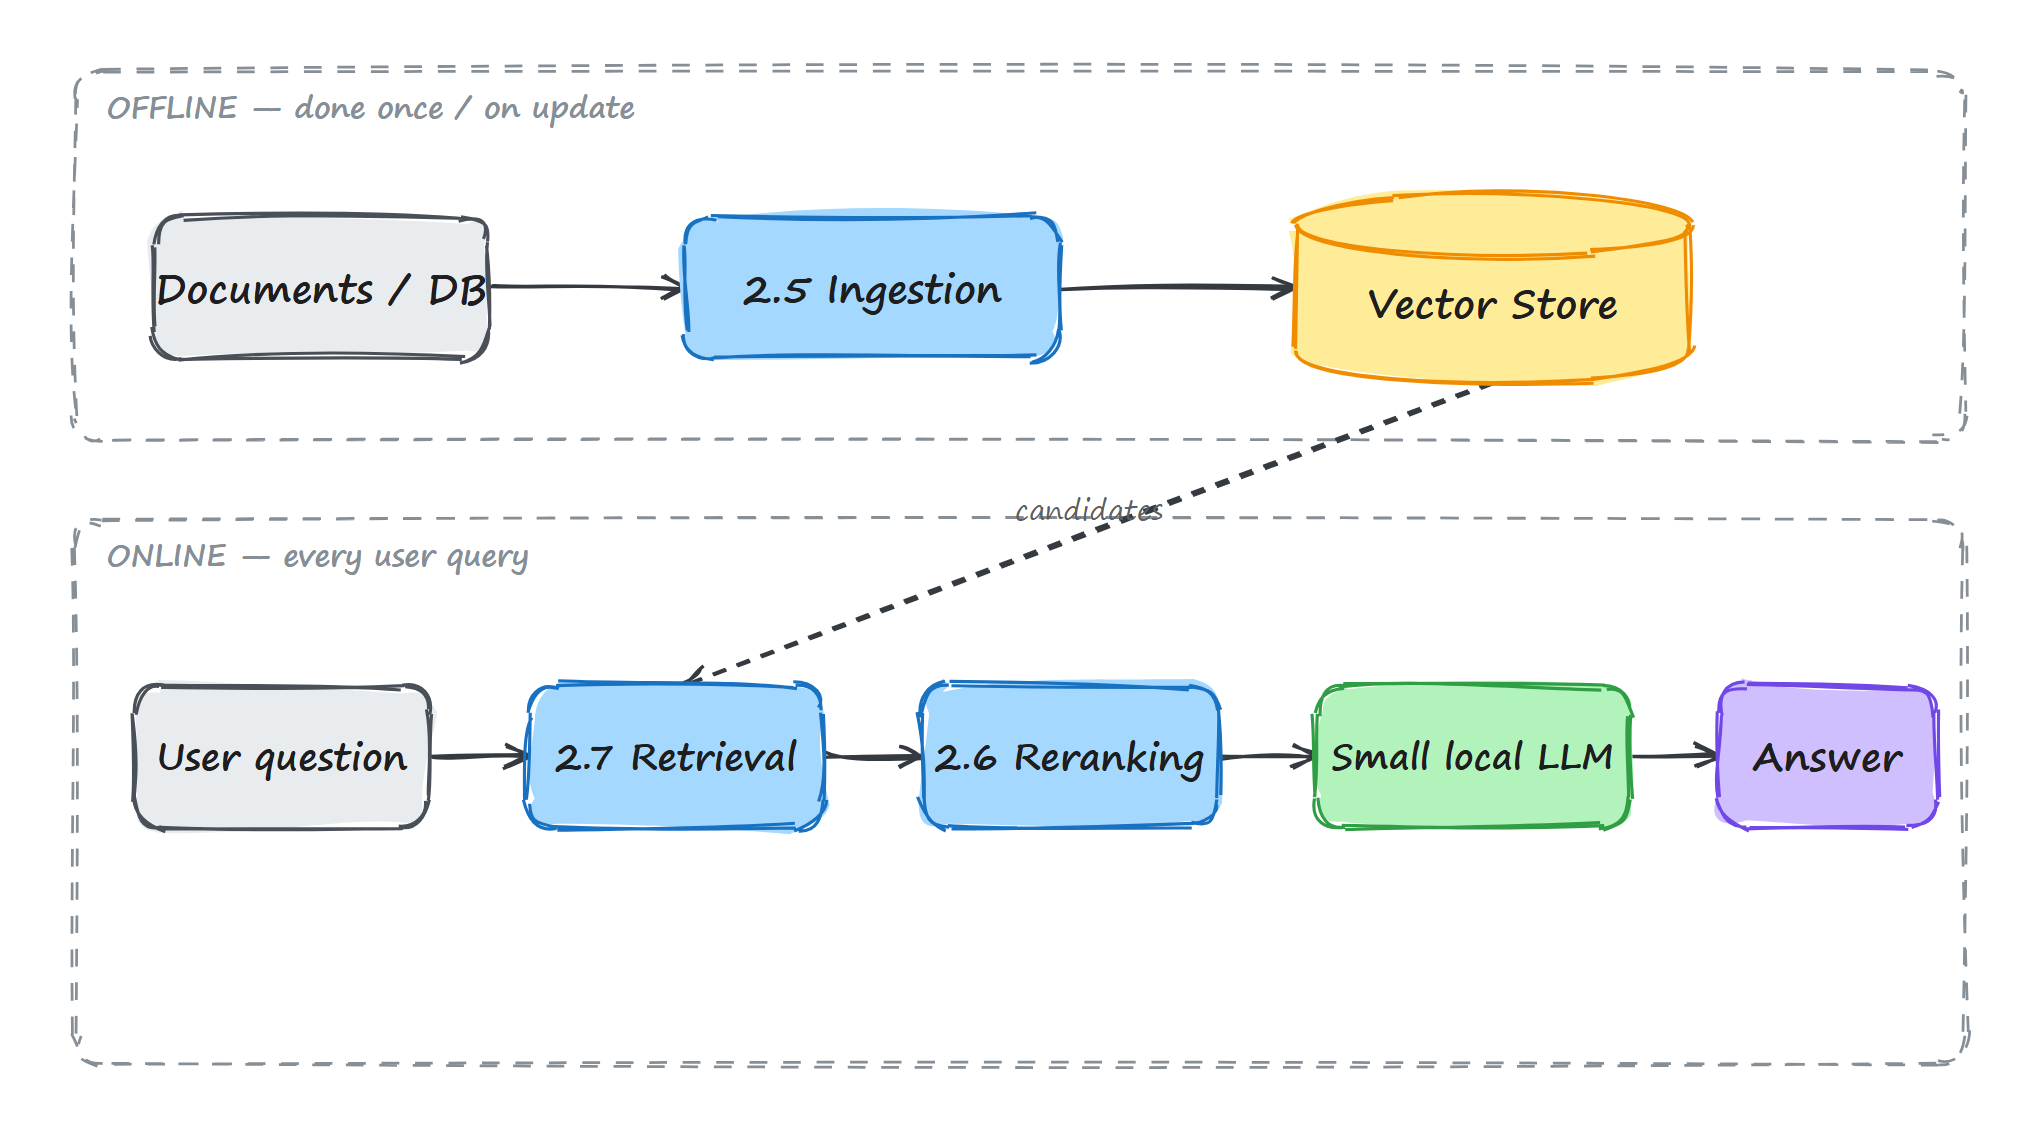 OFFLINE — done once / on update
Documents / DB
2.5 Ingestion
Vector Store
candidates
ONLINE — every user query
User question
2.7 Retrieval
2.6 Reranking
Small local LLM
Answer